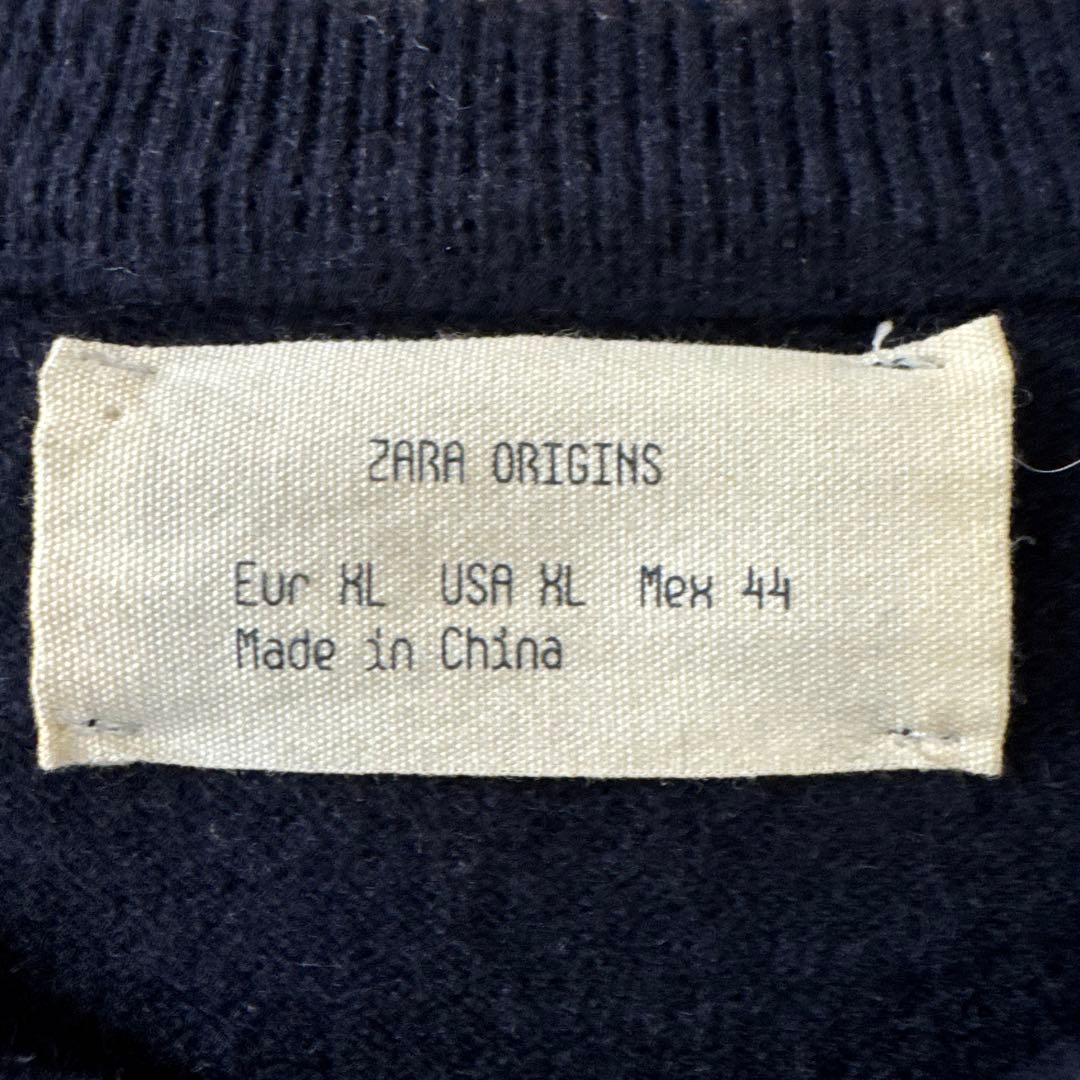 ZARA ORIGINS
Eur XL USA XL Mex 44
Made in China